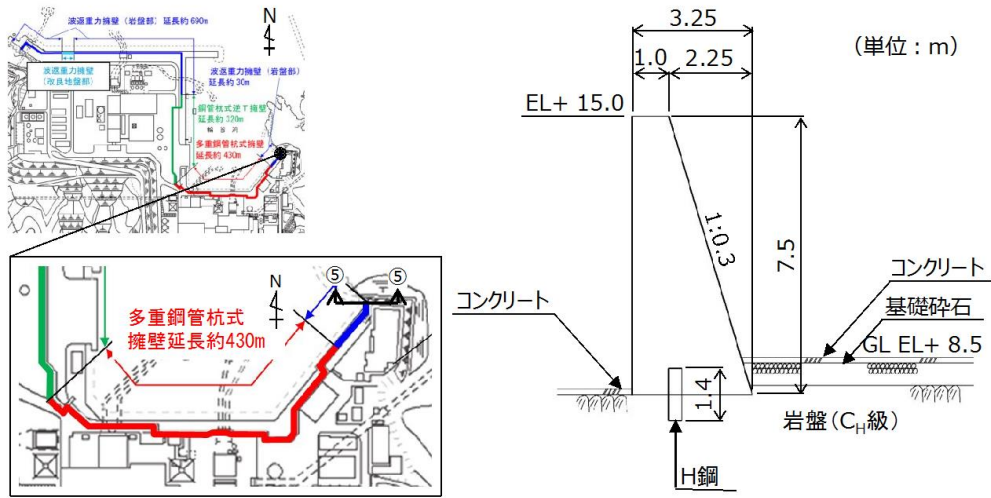 波返重力擁壁（岩盤部）延長約690m
N
波返重力擁壁
（改良地盤部）
波返重力擁壁（岩盤部）
延長約30m
鋼管杭式逆T擁壁
延長約320m
輪谷湾
多重鋼管杭式擁壁
延長約430m
N
⑤
⑤
多重鋼管杭式
擁壁延長約430m
3.25
1.0
2.25
（単位：m）
EL+ 15.0
1:0.3
7.5
コンクリート
コンクリート
基礎砕石
GL EL+ 8.5
1.4
岩盤（CH級）
H鋼